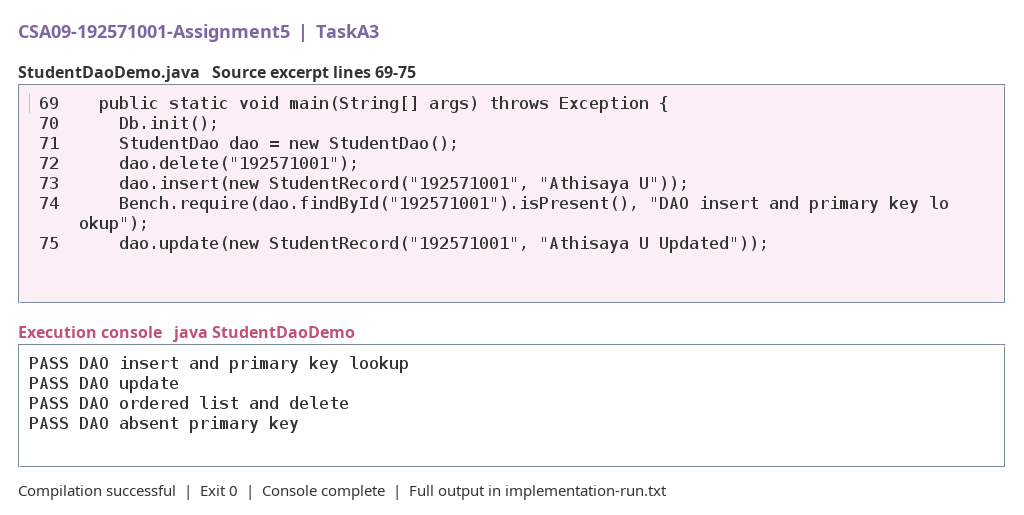 CSA09-192571001-Assignment5 | TaskA3
StudentDaoDemo.java Source excerpt lines 69-75
69 public static void main(String[] args) throws Exception {
70 Db.init();
71 StudentDao dao = new StudentDao();
72 dao.delete("192571001");
73 dao.insert(new StudentRecord("192571001", "Athisaya U"));
74 Bench.require(dao.findById("192571001").isPresent(), "DAO insert and primary key lo
okup");
75 dao.update(new StudentRecord("192571001", "Athisaya U Updated"));
Execution console java StudentDaoDemo
PASS DAO insert and primary key lookup
PASS DAO update
PASS DAO ordered list and delete
PASS DAO absent primary key
Compilation successful | Exit 0 | Console complete | Full output in implementation-run.txt